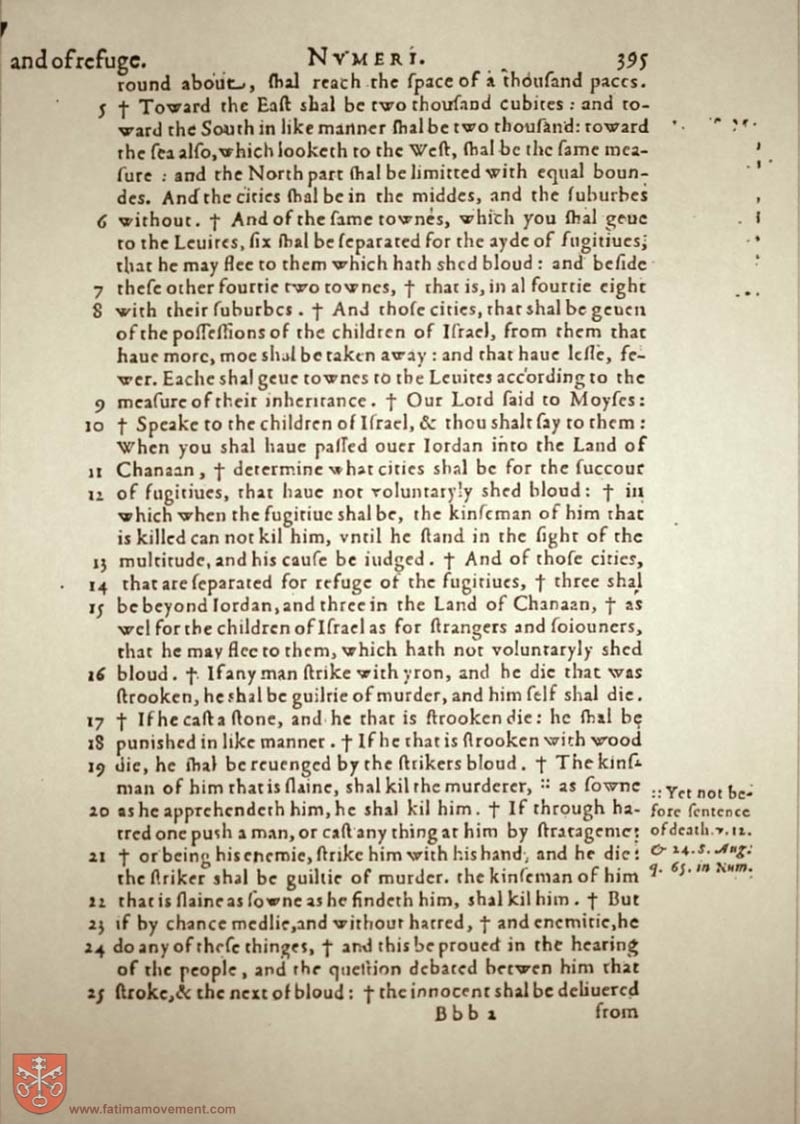 and of refuge. NVMERI. 395
round about, ſhal reach the ſpace of a thouſand paces.
5 † Toward the Eaſt shal be two thouſand cubites : and to-
ward the South in like manner ſhal be two thouſand: toward
the ſea alſo, which looketh to the Weſt, ſhal be the ſame mea-
ſure : and the North part ſhal be limitted with equal boun-
des. And the cities ſhal be in the middes, and the ſuburbes
6 without. † And of the ſame townes, which you ſhal geue
to the Leuites, ſix ſhal be ſeparated for the ayde of fugitiues;
that he may flee to them which hath shed bloud : and beſide
7 theſe other fourtie two townes, † that is, in al fourtie eight
8 with their ſuburbes . † And thoſe cities, that shal be geuen
of the poſſeſſions of the children of Iſrael, from them that
haue more, moe shal be taken away : and that haue leſſe, fe-
wer. Eache shal geue townes to the Leuites according to the
9 meaſure of their inheritance. † Our Lord ſaid to Moyſes:
10 † Speake to the children of Iſrael, & thou shalt ſay to them :
When you shal haue paſſed ouer Iordan into the Land of
11 Chanaan, † determine what cities shal be for the ſuccour
12 of fugitiues, that haue not voluntaryly shed bloud : † in
which when the fugitiue shal be, the kinſeman of him that
is killed can not kil him, vntil he ſtand in the ſight of the
13 multitude, and his cauſe be iudged. † And of thoſe cities,
14 that are ſeparated for refuge of the fugitiues, † three shal
15 be beyond Iordan, and three in the Land of Chanaan, † as
wel for the children of Iſrael as for ſtrangers and ſoiouners,
that he may flee to them, which hath not voluntaryly shed
16 bloud. † If any man ſtrike with yron, and he die that was
ſtrooken, he shal be guiltie of murder, and him ſelf shal die.
17 † If he caſt a ſtone, and he that is ſtrooken die : he ſhal be
18 punished in like manner. † If he that is ſtrooken with wood
19 die, he ſhal be reuenged by the ſtrikers bloud. † The kinſ-
man of him that is ſlaine, shal kil the murderer, :: as ſowne
20 as he apprehendeth him, he shal kil him. † If through ha-
tred one push a man, or caſt any thing at him by ſtratageme:
21 † or being his enemie, ſtrike him with his hand, and he die:
the ſtriker shal be guiltie of murder. the kinſeman of him
22 that is ſlaine as ſowne as he findeth him, shal kil him. † But
23 if by chance medlie, and without hatred, † and enemitie, he
24 do any of theſe thinges, † and this be proued in the hearing
of the people, and the queſtion debated betwen him that
25 ſtroke, & the next of bloud : † the innocent shal be deliuered
Bbb 2 from
:: Yet not be-
fore ſentence
of death. v. 12.
& 24. S. Aug.
q. 65. in Num.
www.fatimamovement.com